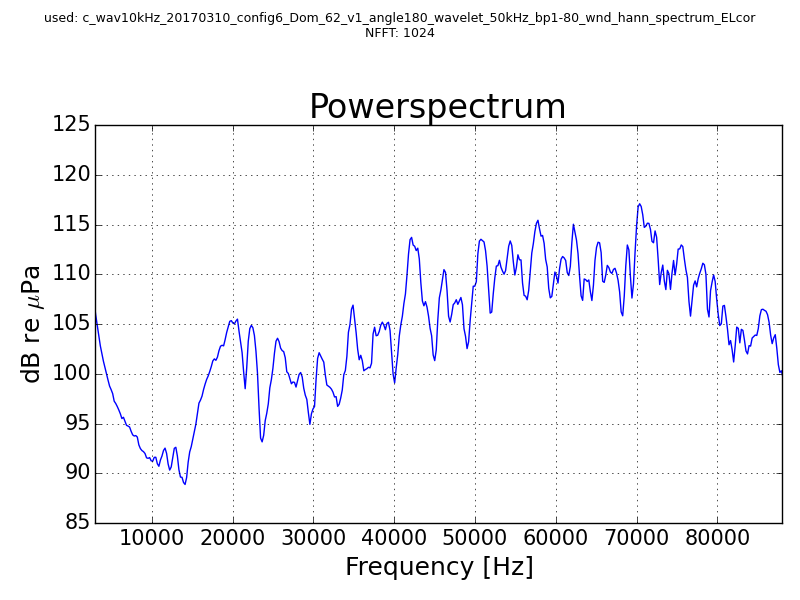 used: c_wav10kHz_20170310_config6_Dom_62_v1_angle180_wavelet_50kHz_bp1-80_wnd_hann_spectrum_ELcor
NFFT: 1024
Powerspectrum
125
120
115
110
105
100
95
90
85
dB re μPa
10000 20000 30000 40000 50000 60000 70000 80000
Frequency [Hz]